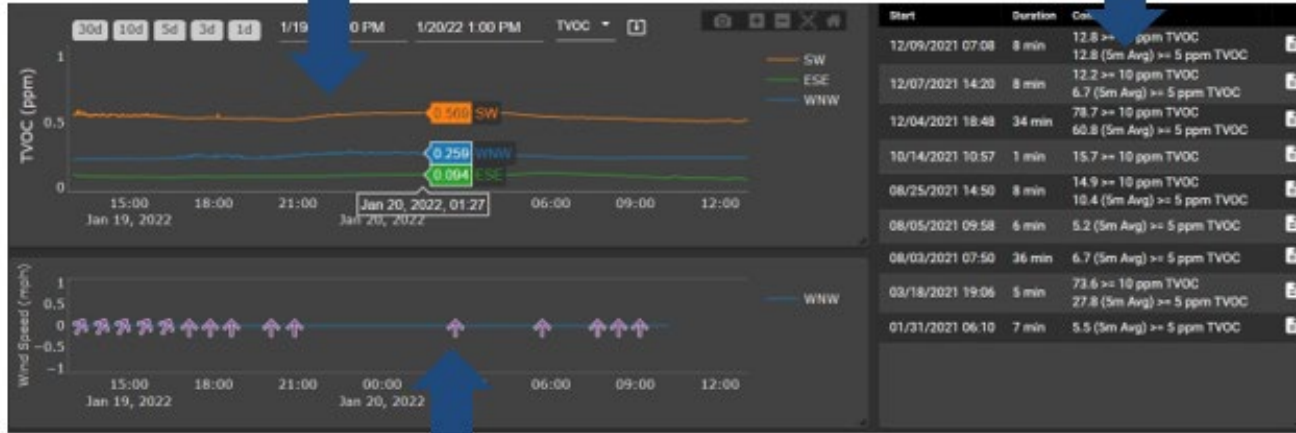 30d 10d 5d 3d 1d 1/19 0 PM 1/20/22 1:00 PM TVOC
TVOC (ppm)
1
0.5
0
SW
ESE
WNW
0.569 SW
0.259 WNW
0.094 ESE
Jan 20, 2022, 01:27
15:00 18:00 21:00 06:00 09:00 12:00
Jan 19, 2022 Jan 20, 2022
Wind Speed (mph)
1
0.5
0
−0.5
−1
WNW
15:00 18:00 21:00 00:00 06:00 09:00 12:00
Jan 19, 2022 Jan 20, 2022
Start Duration
12/09/2021 07:08 8 min 12.8 >= ppm TVOC
12.8 (5m Avg) >= 5 ppm TVOC
12/07/2021 14:20 8 min 12.2 >= 10 ppm TVOC
6.7 (5m Avg) >= 5 ppm TVOC
12/04/2021 18:48 34 min 78.7 >= 10 ppm TVOC
60.8 (5m Avg) >= 5 ppm TVOC
10/14/2021 10:57 1 min 15.7 >= 10 ppm TVOC
08/25/2021 14:50 8 min 14.9 >= 10 ppm TVOC
10.4 (5m Avg) >= 5 ppm TVOC
08/05/2021 09:58 6 min 5.2 (5m Avg) >= 5 ppm TVOC
08/03/2021 07:50 36 min 6.7 (5m Avg) >= 5 ppm TVOC
03/18/2021 19:06 5 min 73.6 >= 10 ppm TVOC
27.8 (5m Avg) >= 5 ppm TVOC
01/31/2021 06:10 7 min 5.5 (5m Avg) >= 5 ppm TVOC